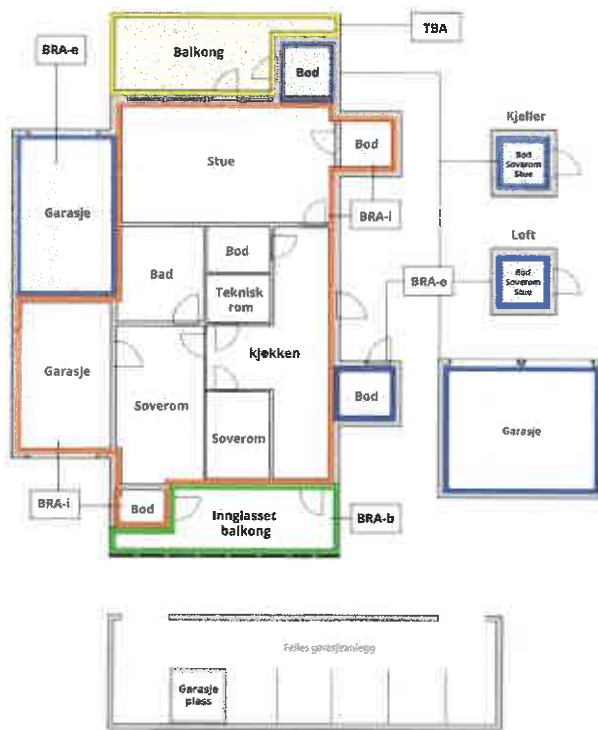 TBA
BRA-e
Balkong
Bod
Kjeller
Bod
Soverom
Stue
Bod
Stue
Garasje
BRA-i
Loft
Bod
Bad
Teknisk
rom
BRA-e
Bod
Soverom
Stue
kjøkken
Garasje
Bod
Soverom
Soverom
Garasje
BRA-i
Bod
Innglasset
balkong
BRA-b
Felles garasjeanlegg
Garasje
plass